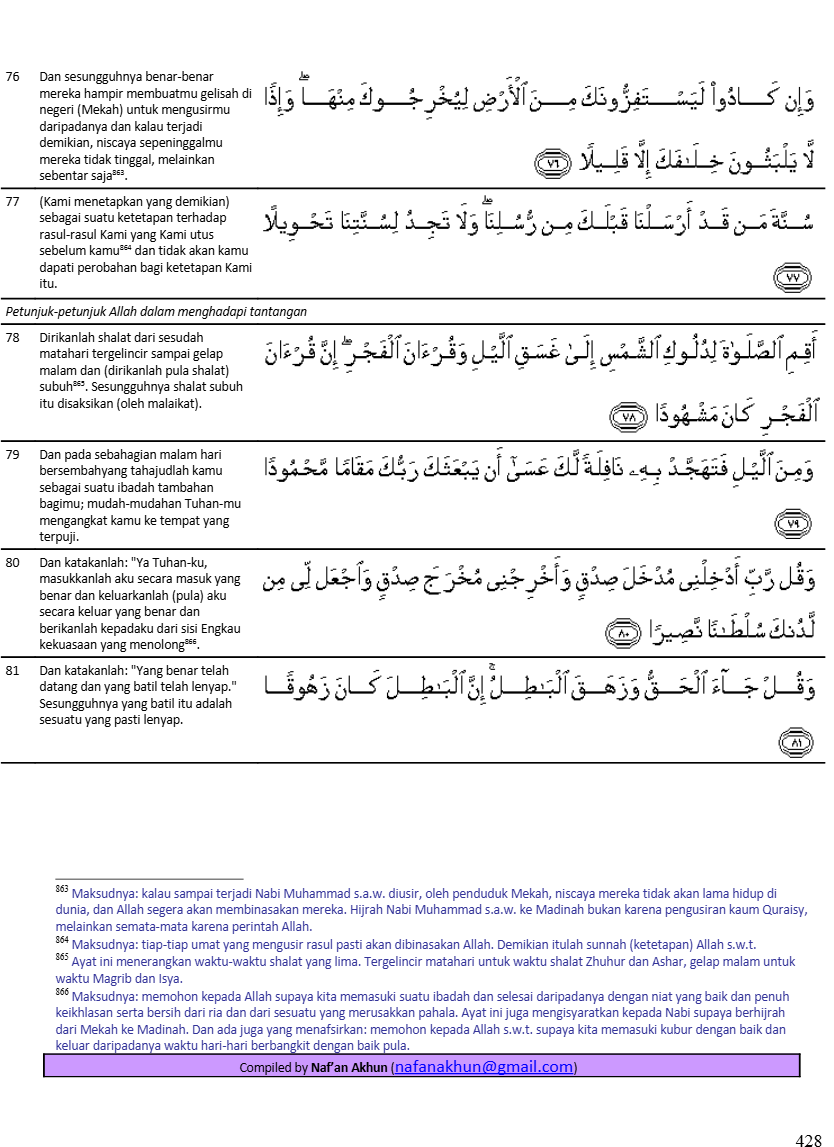 76
Dan sesungguhnya benar-benar
mereka hampir membuatmu gelisah di
negeri (Mekah) untuk mengusirmu
daripadanya dan kalau terjadi
demikian, niscaya sepeninggalmu
mereka tidak tinggal, melainkan
sebentar saja⁸⁶³.
وَإِن كَادُوا۟ لَيَسْتَفِزُّونَكَ مِنَ ٱلْأَرْضِ لِيُخْرِجُوكَ مِنْهَا ۖ وَإِذًا
لَّا يَلْبَثُونَ خِلَـٰفَكَ إِلَّا قَلِيلًا ٧٦
77
(Kami menetapkan yang demikian)
sebagai suatu ketetapan terhadap
rasul-rasul Kami yang Kami utus
sebelum kamu⁸⁶⁴ dan tidak akan kamu
dapati perobahan bagi ketetapan Kami
itu.
سُنَّةَ مَن قَدْ أَرْسَلْنَا قَبْلَكَ مِن رُّسُلِنَا ۖ وَلَا تَجِدُ لِسُنَّتِنَا تَحْوِيلًا
٧٧
Petunjuk-petunjuk Allah dalam menghadapi tantangan
78
Dirikanlah shalat dari sesudah
matahari tergelincir sampai gelap
malam dan (dirikanlah pula shalat)
subuh⁸⁶⁵. Sesungguhnya shalat subuh
itu disaksikan (oleh malaikat).
أَقِمِ ٱلصَّلَوٰةَ لِدُلُوكِ ٱلشَّمْسِ إِلَىٰ غَسَقِ ٱلَّيْلِ وَقُرْءَانَ ٱلْفَجْرِ ۖ إِنَّ قُرْءَانَ
ٱلْفَجْرِ كَانَ مَشْهُودًا ٧٨
79
Dan pada sebahagian malam hari
bersembahyang tahajudlah kamu
sebagai suatu ibadah tambahan
bagimu; mudah-mudahan Tuhan-mu
mengangkat kamu ke tempat yang
terpuji.
وَمِنَ ٱلَّيْلِ فَتَهَجَّدْ بِهِۦ نَافِلَةً لَّكَ عَسَىٰٓ أَن يَبْعَثَكَ رَبُّكَ مَقَامًا مَّحْمُودًا
٧٩
80
Dan katakanlah: "Ya Tuhan-ku,
masukkanlah aku secara masuk yang
benar dan keluarkanlah (pula) aku
secara keluar yang benar dan
berikanlah kepadaku dari sisi Engkau
kekuasaan yang menolong⁸⁶⁶.
وَقُل رَّبِّ أَدْخِلْنِى مُدْخَلَ صِدْقٍ وَأَخْرِجْنِى مُخْرَجَ صِدْقٍ وَٱجْعَل لِّى مِن
لَّدُنكَ سُلْطَـٰنًا نَّصِيرًا ٨٠
81
Dan katakanlah: "Yang benar telah
datang dan yang batil telah lenyap."
Sesungguhnya yang batil itu adalah
sesuatu yang pasti lenyap.
وَقُلْ جَآءَ ٱلْحَقُّ وَزَهَقَ ٱلْبَـٰطِلُ ۚ إِنَّ ٱلْبَـٰطِلَ كَانَ زَهُوقًا
٨١
⁸⁶³ Maksudnya: kalau sampai terjadi Nabi Muhammad s.a.w. diusir, oleh penduduk Mekah, niscaya mereka tidak akan lama hidup di
dunia, dan Allah segera akan membinasakan mereka. Hijrah Nabi Muhammad s.a.w. ke Madinah bukan karena pengusiran kaum Quraisy,
melainkan semata-mata karena perintah Allah.
⁸⁶⁴ Maksudnya: tiap-tiap umat yang mengusir rasul pasti akan dibinasakan Allah. Demikian itulah sunnah (ketetapan) Allah s.w.t.
⁸⁶⁵ Ayat ini menerangkan waktu-waktu shalat yang lima. Tergelincir matahari untuk waktu shalat Zhuhur dan Ashar, gelap malam untuk
waktu Magrib dan Isya.
⁸⁶⁶ Maksudnya: memohon kepada Allah supaya kita memasuki suatu ibadah dan selesai daripadanya dengan niat yang baik dan penuh
keikhlasan serta bersih dari ria dan dari sesuatu yang merusakkan pahala. Ayat ini juga mengisyaratkan kepada Nabi supaya berhijrah
dari Mekah ke Madinah. Dan ada juga yang menafsirkan: memohon kepada Allah s.w.t. supaya kita memasuki kubur dengan baik dan
keluar daripadanya waktu hari-hari berbangkit dengan baik pula.
Compiled by Naf'an Akhun (nafanakhun@gmail.com)
428